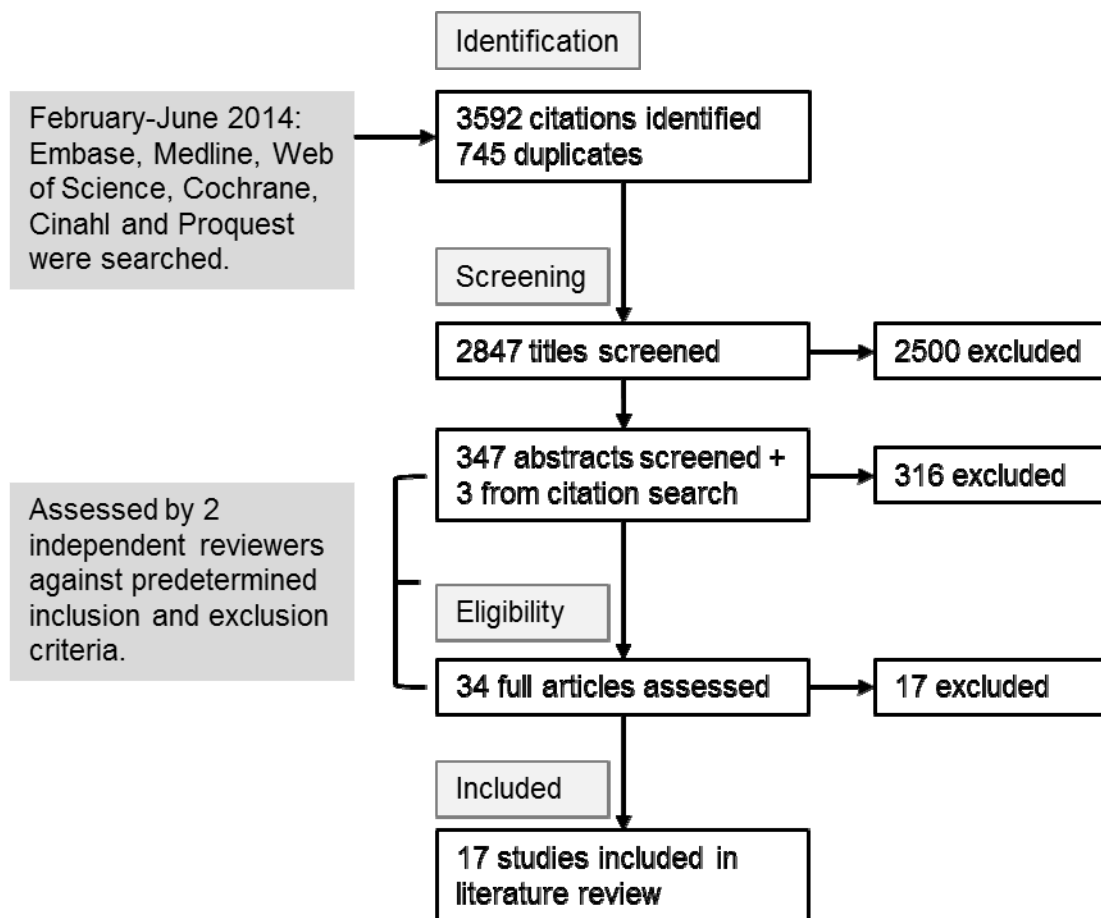 Identification
February-June 2014:
Embase, Medline, Web
of Science, Cochrane,
Cinahl and Proquest
were searched.
3592 citations identified
745 duplicates
Screening
2847 titles screened
2500 excluded
347 abstracts screened +
3 from citation search
316 excluded
Assessed by 2
independent reviewers
against predetermined
inclusion and exclusion
criteria.
Eligibility
34 full articles assessed
17 excluded
Included
17 studies included in
literature review